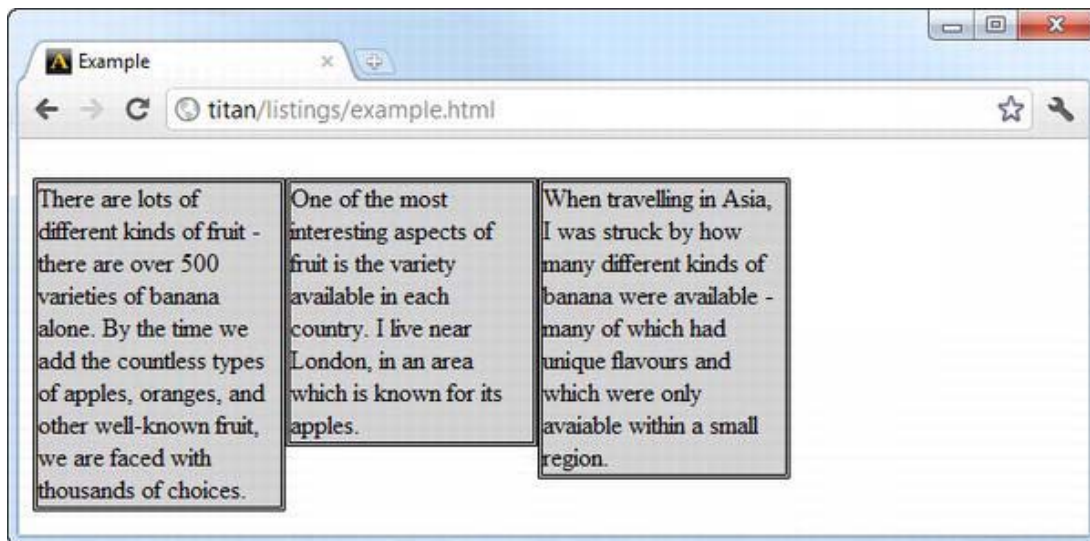 Example
titan/listings/example.html
There are lots of
different kinds of fruit -
there are over 500
varieties of banana
alone. By the time we
add the countless types
of apples, oranges, and
other well-known fruit,
we are faced with
thousands of choices.
One of the most
interesting aspects of
fruit is the variety
available in each
country. I live near
London, in an area
which is known for its
apples.
When travelling in Asia,
I was struck by how
many different kinds of
banana were available -
many of which had
unique flavours and
which were only
avaiable within a small
region.